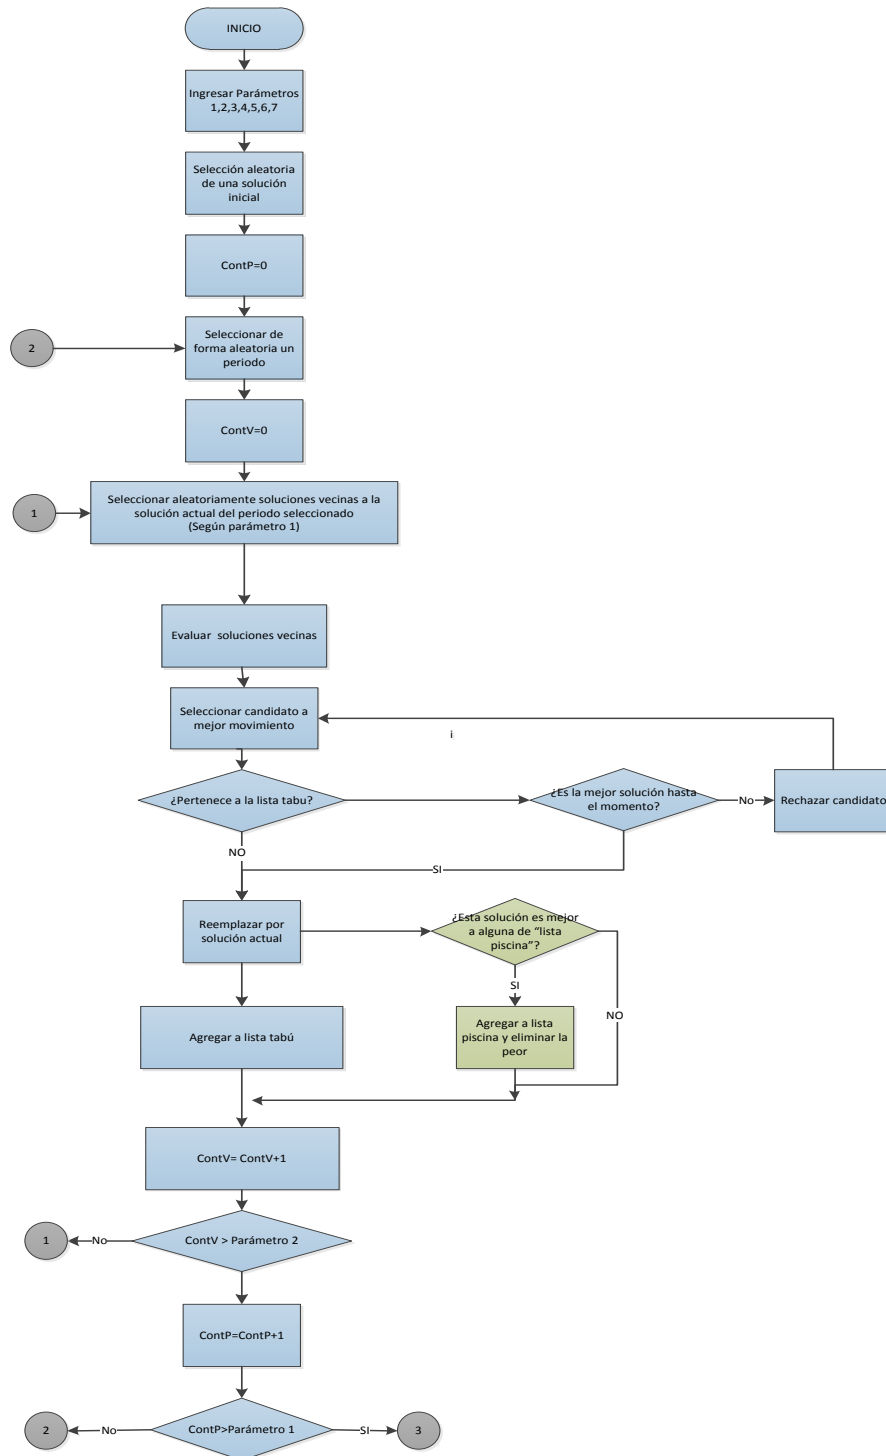 INICIO
Ingresar Parámetros
1,2,3,4,5,6,7
Selección aleatoria
de una solución
inicial
ContP=0
2
Seleccionar de
forma aleatoria un
periodo
ContV=0
1
Seleccionar aleatoriamente soluciones vecinas a la
solución actual del periodo seleccionado
(Según parámetro 1)
Evaluar soluciones vecinas
Seleccionar candidato a
mejor movimiento
i
¿Pertenece a la lista tabu?
¿Es la mejor solución hasta
el momento?
No
Rechazar candidato
NO
SI
Reemplazar por
solución actual
¿Esta solución es mejor
a alguna de “lista
piscina”?
SI
NO
Agregar a lista tabú
Agregar a lista
piscina y eliminar la
peor
ContV= ContV+1
1
No
ContV > Parámetro 2
ContP=ContP+1
2
No
ContP>Parámetro 1
SI
3